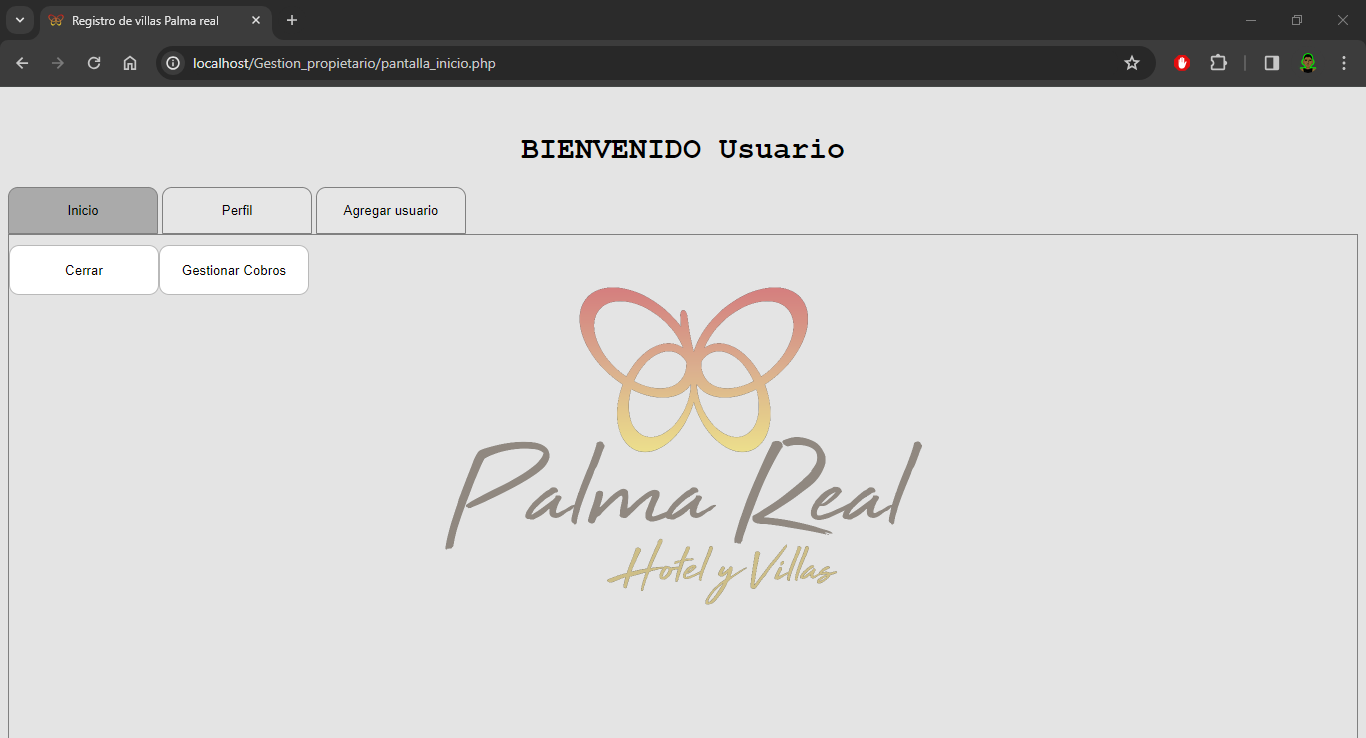 Registro de villas Palma real
localhost/Gestion_propietario/pantalla_inicio.php
BIENVENIDO Usuario
Inicio
Perfil
Agregar usuario
Cerrar
Gestionar Cobros
Palma Real
Hotel y Villas